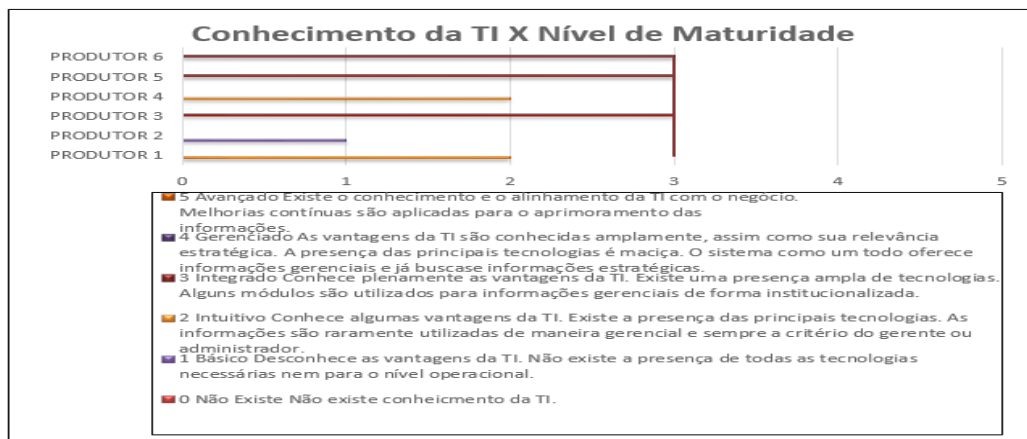 Conhecimento da TI X Nível de Maturidade
PRODUTOR 6
PRODUTOR 5
PRODUTOR 4
PRODUTOR 3
PRODUTOR 2
PRODUTOR 1
0 1 2 3 4 5
5 Avançado Existe o conhecimento e o alinhamento da TI com o negócio.
Melhorias contínuas são aplicadas para o aprimoramento das
informações.
4 Gerenciado As vantagens da TI são conhecidas amplamente, assim como sua relevância
estratégica. A presença das principais tecnologias é maciça. O sistema como um todo oferece
informações gerenciais e já buscase informações estratégicas.
3 Integrado Conhece plenamente as vantagens da TI. Existe uma presença ampla de tecnologias.
Alguns módulos são utilizados para informações gerenciais de forma institucionalizada.
2 Intuitivo Conhece algumas vantagens da TI. Existe a presença das principais tecnologias. As
informações são raramente utilizadas de maneira gerencial e sempre a critério do gerente ou
administrador.
1 Básico Desconhece as vantagens da TI. Não existe a presença de todas as tecnologias
necessárias nem para o nível operacional.
0 Não Existe Não existe conheicmento da TI.